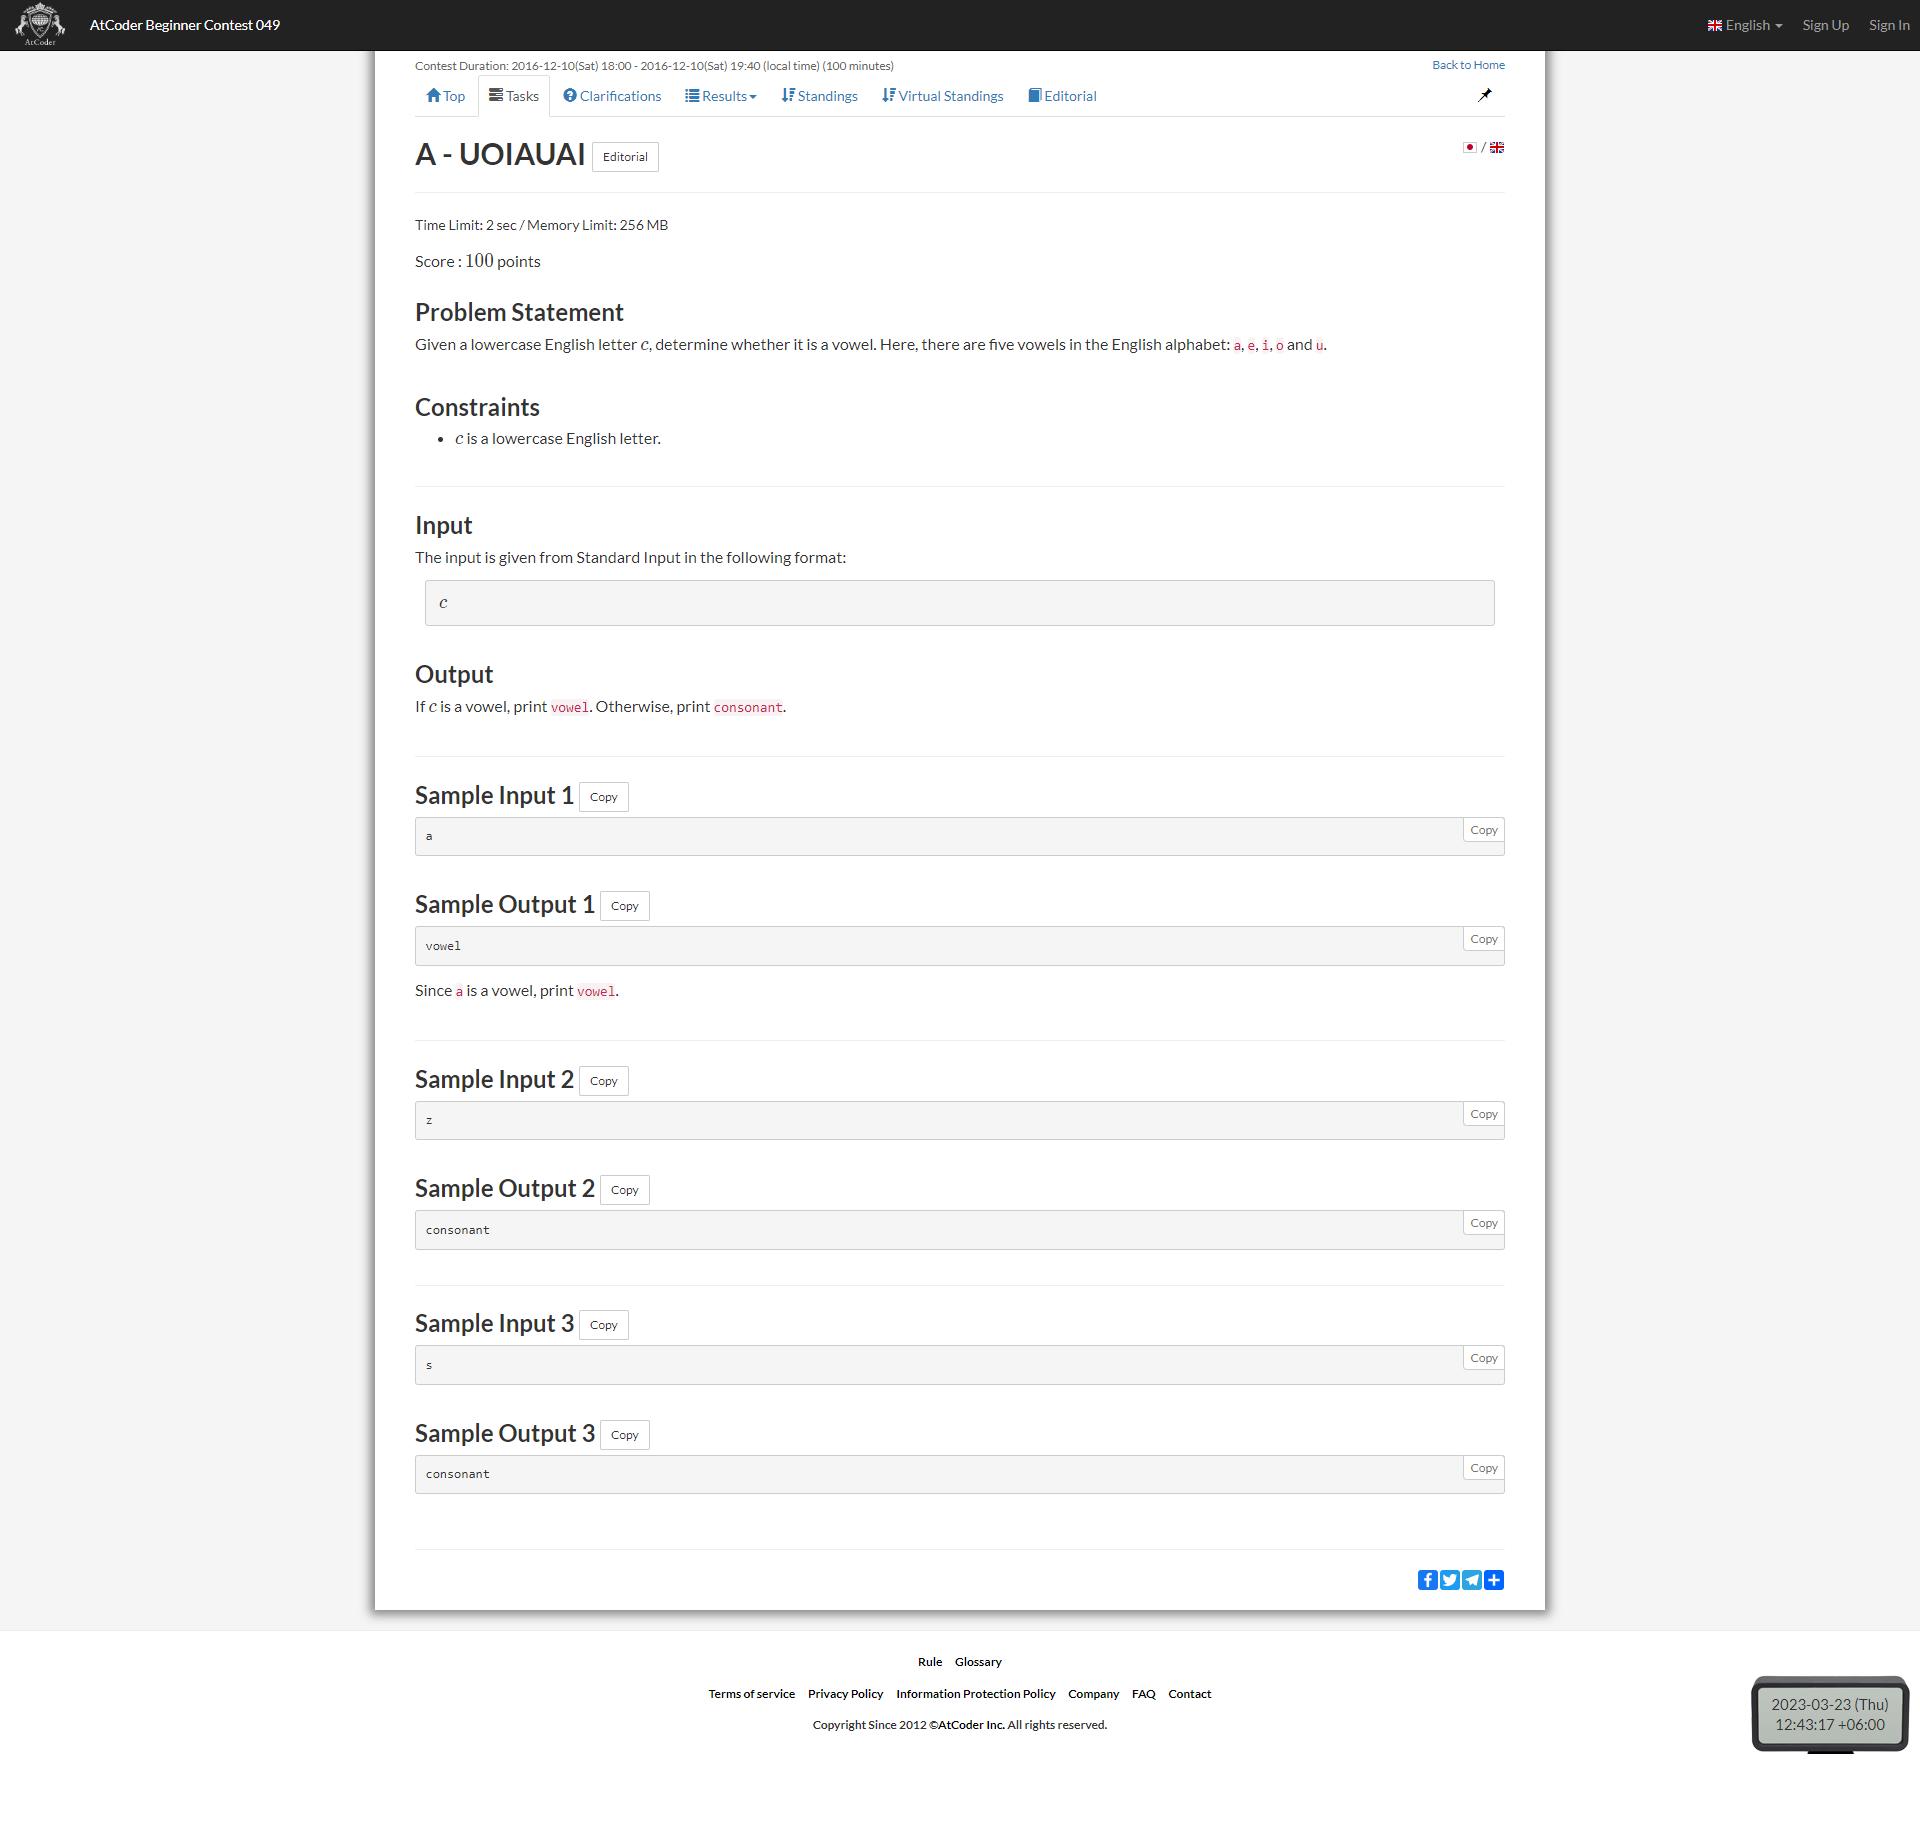 AtCoder
AtCoder Beginner Contest 049
English
Sign Up
Sign In
Contest Duration: 2016-12-10(Sat) 18:00 - 2016-12-10(Sat) 19:40 (local time) (100 minutes)
Back to Home
Top
Tasks
Clarifications
Results
Standings
Virtual Standings
Editorial
A - UOIAUAI
Editorial
/
Time Limit: 2 sec / Memory Limit: 256 MB
Score : 100 points
Problem Statement
Given a lowercase English letter c, determine whether it is a vowel. Here, there are five vowels in the English alphabet: a, e, i, o and u.
Constraints
• c is a lowercase English letter.
Input
The input is given from Standard Input in the following format:
c
Output
If c is a vowel, print vowel. Otherwise, print consonant.
Sample Input 1
Copy
a
Copy
Sample Output 1
Copy
vowel
Copy
Since a is a vowel, print vowel.
Sample Input 2
Copy
z
Copy
Sample Output 2
Copy
consonant
Copy
Sample Input 3
Copy
s
Copy
Sample Output 3
Copy
consonant
Copy
Rule
Glossary
Terms of service
Privacy Policy
Information Protection Policy
Company
FAQ
Contact
Copyright Since 2012 ©AtCoder Inc. All rights reserved.
2023-03-23 (Thu)
12:43:17 +06:00